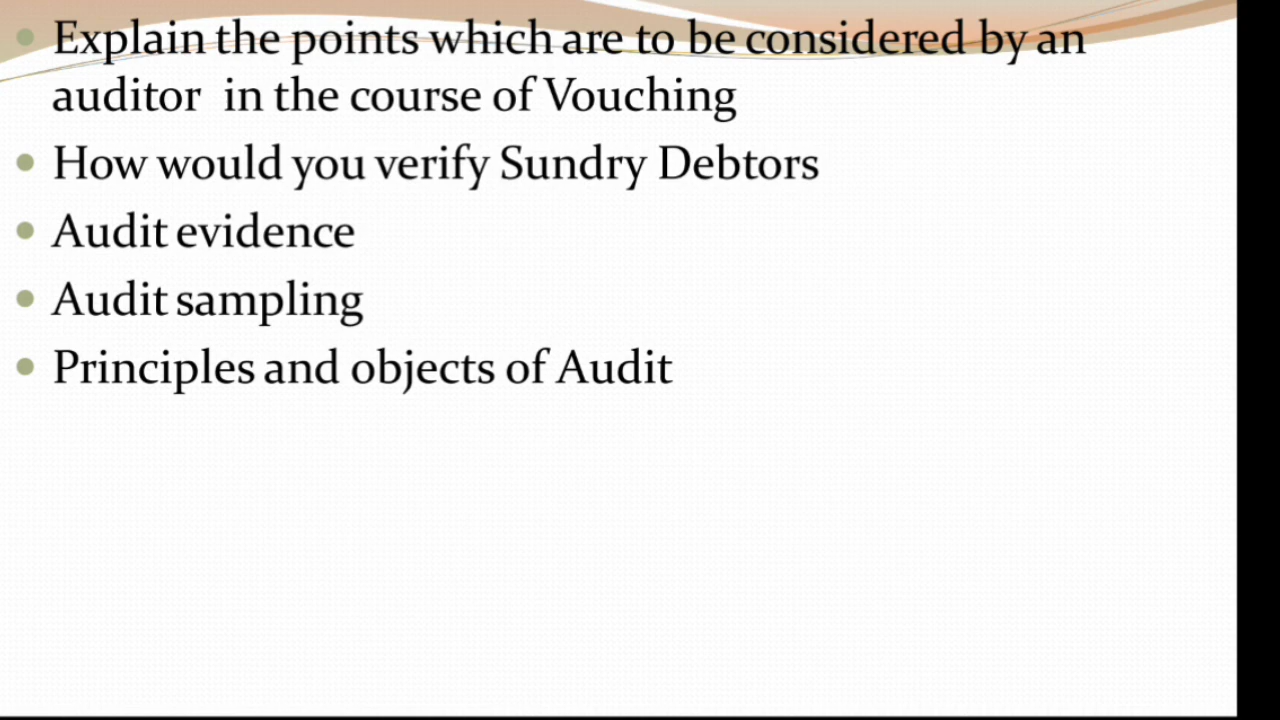 Explain the points which are to be considered by an
auditor in the course of Vouching
How would you verify Sundry Debtors
Audit evidence
Audit sampling
Principles and objects of Audit